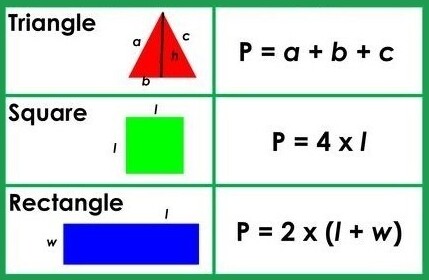 Triangle
a
c
h
b
P = a + b + c
Square
l
l
P = 4 x l
Rectangle
l
w
P = 2 x (l + w)